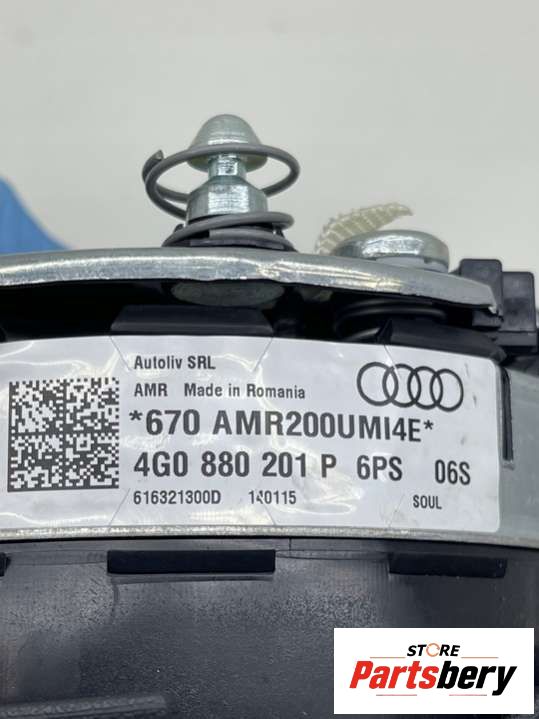 Autoliv SRL
AMR Made in Romania
*670 AMR200UMI4E*
4G0 880 201 P 6PS 06S
616321300D 140115 SOUL
STORE
Partsbery